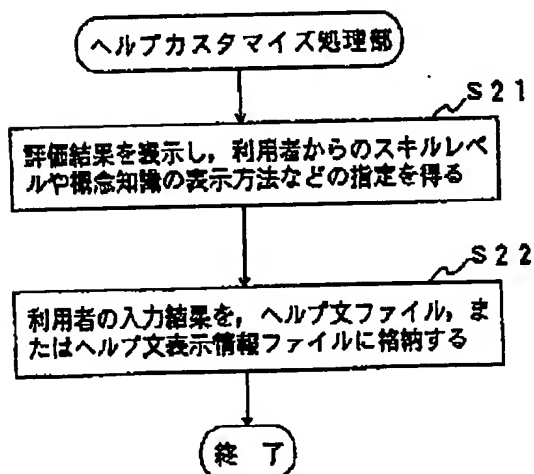 ヘルプカスタマイズ処理部
S21
評価結果を表示し，利用者からのスキルレベ
ルや概念知識の表示方法などの指定を得る
S22
利用者の入力結果を，ヘルプ文ファイル，ま
たはヘルプ文表示情報ファイルに格納する
終 了